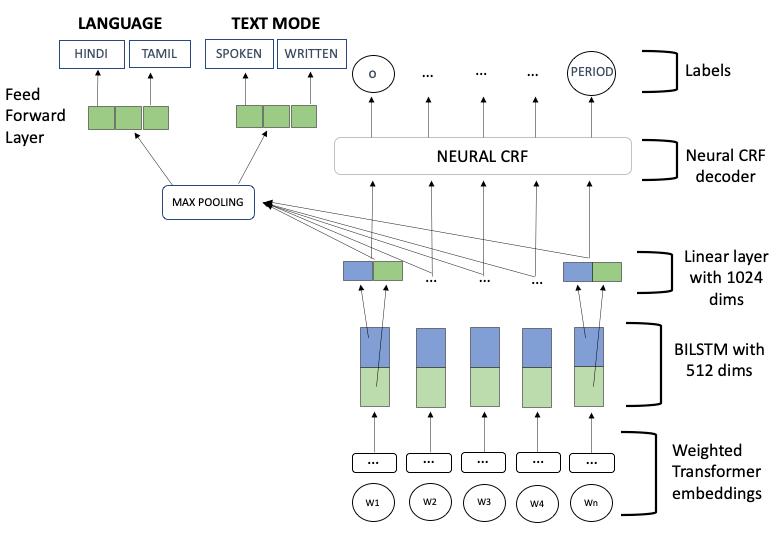 LANGUAGE
TEXT MODE
HINDI
TAMIL
SPOKEN
WRITTEN
O
...
...
...
PERIOD
Labels
Feed
Forward
Layer
NEURAL CRF
Neural CRF
decoder
MAX POOLING
Linear layer
with 1024
dims
...
...
...
BILSTM with
512 dims
...
...
...
...
...
Weighted
Transformer
embeddings
W1
W2
W3
W4
Wn